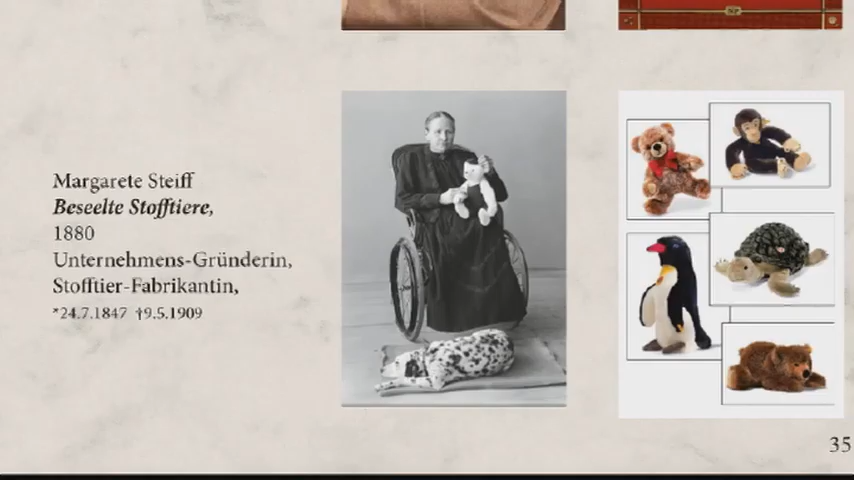 Margarete Steiff
Beseelte Stofftiere,
1880
Unternehmens-Gründerin,
Stofftier-Fabrikantin,
*24.7.1847 †9.5.1909
35